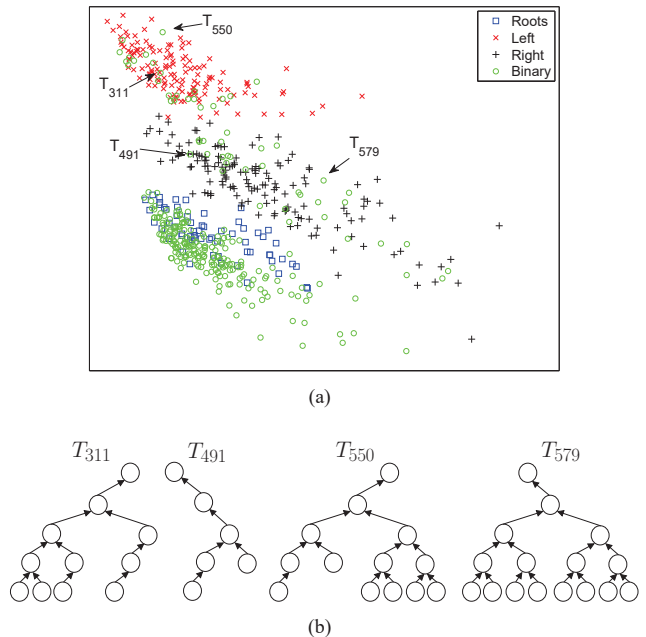 T550
Roots
Left
Right
Binary
T311
T491
T579
(a)
T311
T491
T550
T579
(b)